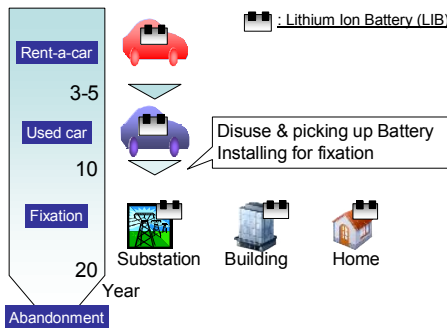 : Lithium Ion Battery (LIB)
Rent-a-car
3-5
Used car
Disuse & picking up Battery
Installing for fixation
10
Fixation
Substation Building Home
20
Year
Abandonment